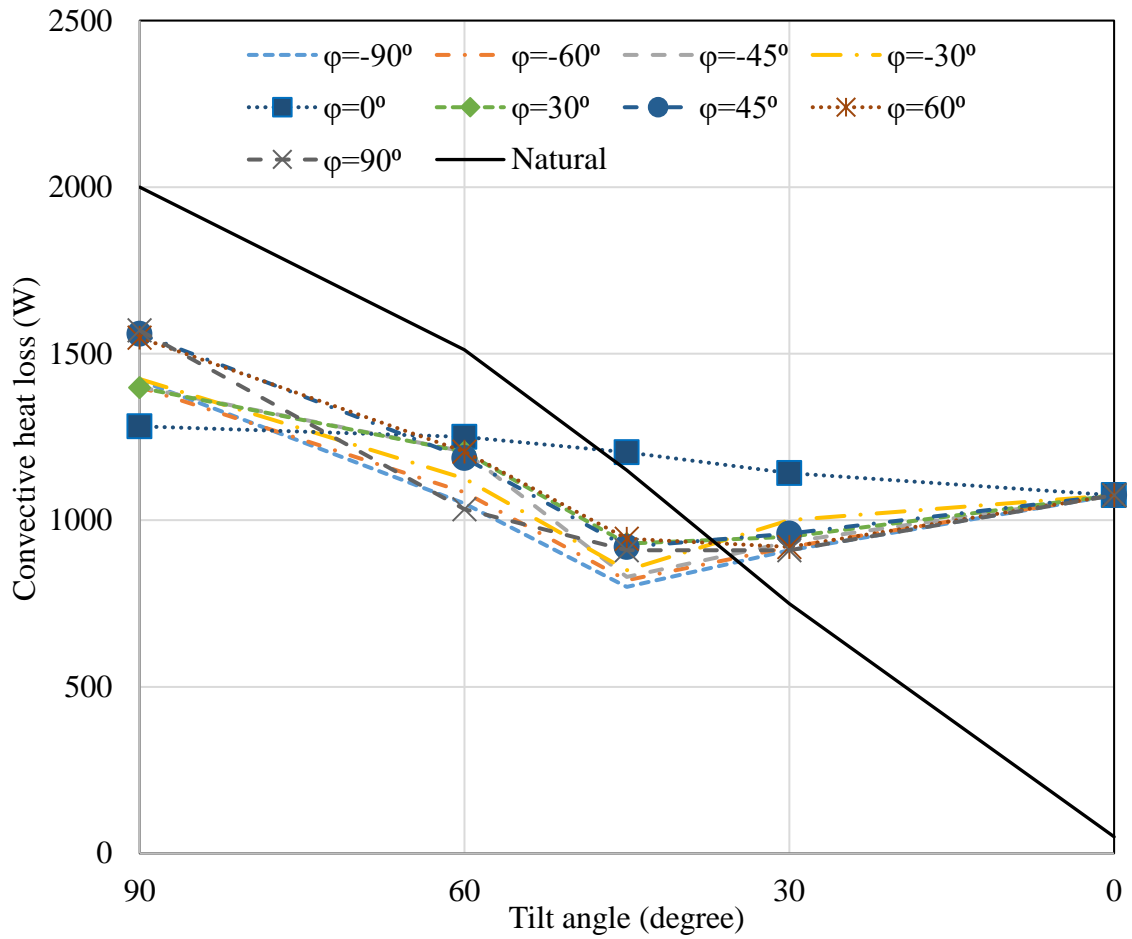 2500
φ=-90º φ=-60º φ=-45º φ=-30º
φ=0º φ=30º φ=45º φ=60º
φ=90º Natural
2000
1500
1000
500
0
Convective heat loss (W)
90 60 30 0
Tilt angle (degree)